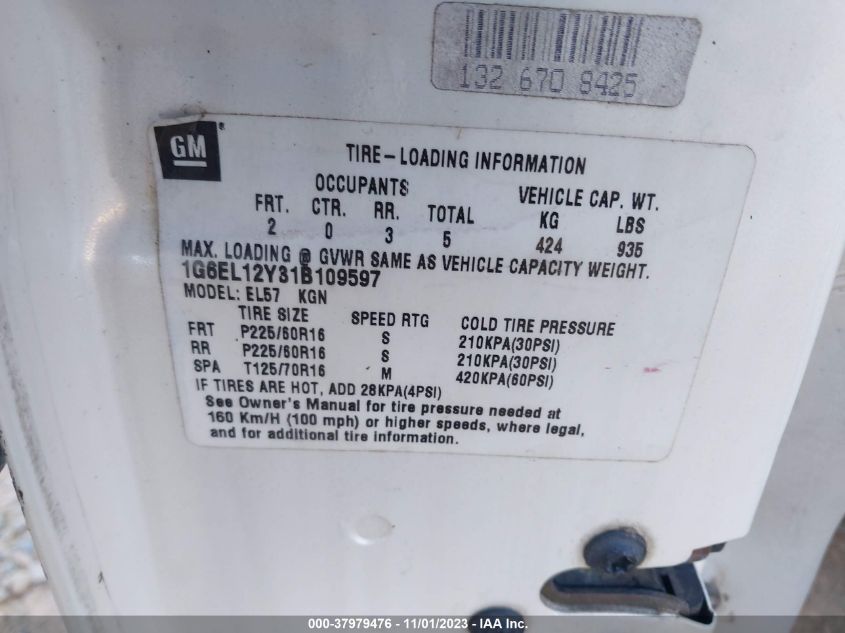 132 670 8425
GM
TIRE-LOADING INFORMATION
OCCUPANTS VEHICLE CAP. WT.
FRT. CTR. RR. TOTAL KG LBS
2 0 3 5 424 935
MAX. LOADING @ GVWR SAME AS VEHICLE CAPACITY WEIGHT.
1G6EL12Y31B109597
MODEL: EL57 KGN
TIRE SIZE SPEED RTG COLD TIRE PRESSURE
FRT P225/60R16 S 210KPA(30PSI)
RR P225/60R16 S 210KPA(30PSI)
SPA T125/70R16 M 420KPA(60PSI)
IF TIRES ARE HOT, ADD 28KPA(4PSI)
See Owner's Manual for tire pressure needed at
160 Km/H (100 mph) or higher speeds, where legal,
and for additional tire information.
000-37979476 - 11/01/2023 - IAA Inc.